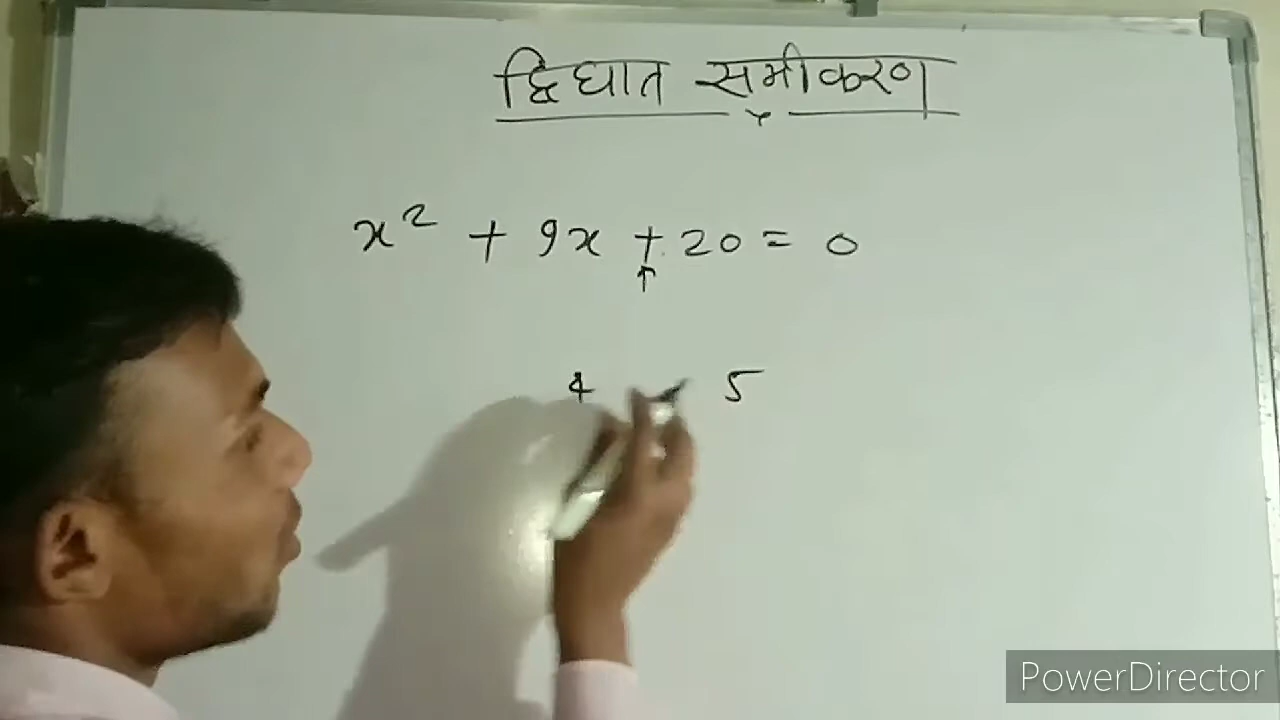 द्विघात समीकरण
x² + 9x + 20 = 0
4 5
PowerDirector